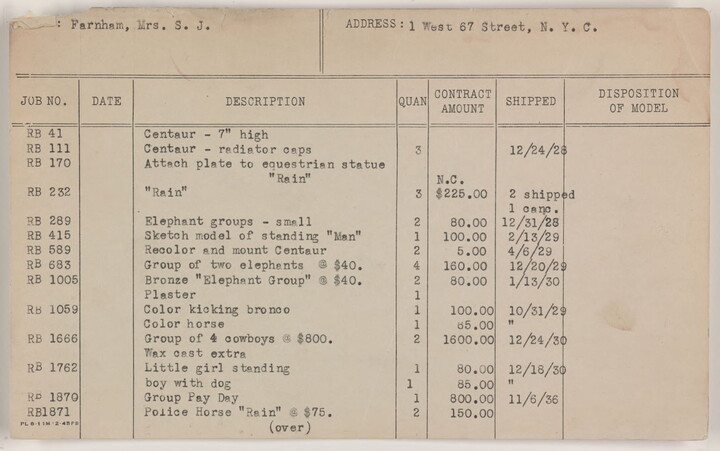 : Farnham, Mrs. S. J. ADDRESS: 1 West 67 Street, N. Y. C.
JOB NO. DATE DESCRIPTION QUAN CONTRACT AMOUNT SHIPPED DISPOSITION OF MODEL
RB 41 Centaur - 7" high
RB 111 Centaur - radiator caps 3 12/24/28
RB 170 Attach plate to equestrian statue
"Rain" N.C.
RB 232 "Rain" 3 $225.00 2 shipped
1 canc.
RB 289 Elephant groups - small 2 80.00 12/31/28
RB 415 Sketch model of standing "Man" 1 100.00 2/13/29
RB 589 Recolor and mount Centaur 2 5.00 4/6/29
RB 683 Group of two elephants @ $40. 4 160.00 12/20/29
RB 1005 Bronze "Elephant Group" @ $40. 2 80.00 1/13/30
Plaster 1
RB 1059 Color kicking bronco 1 100.00 10/31/29
Color horse 1 85.00 "
RB 1666 Group of 4 cowboys @ $800. 2 1600.00 12/24/30
Wax cast extra
RB 1762 Little girl standing 1 80.00 12/18/30
boy with dog 1 85.00 "
RB 1870 Group Pay Day 1 800.00 11/6/36
RB1871 Police Horse "Rain" @ $75. 2 150.00
(over)